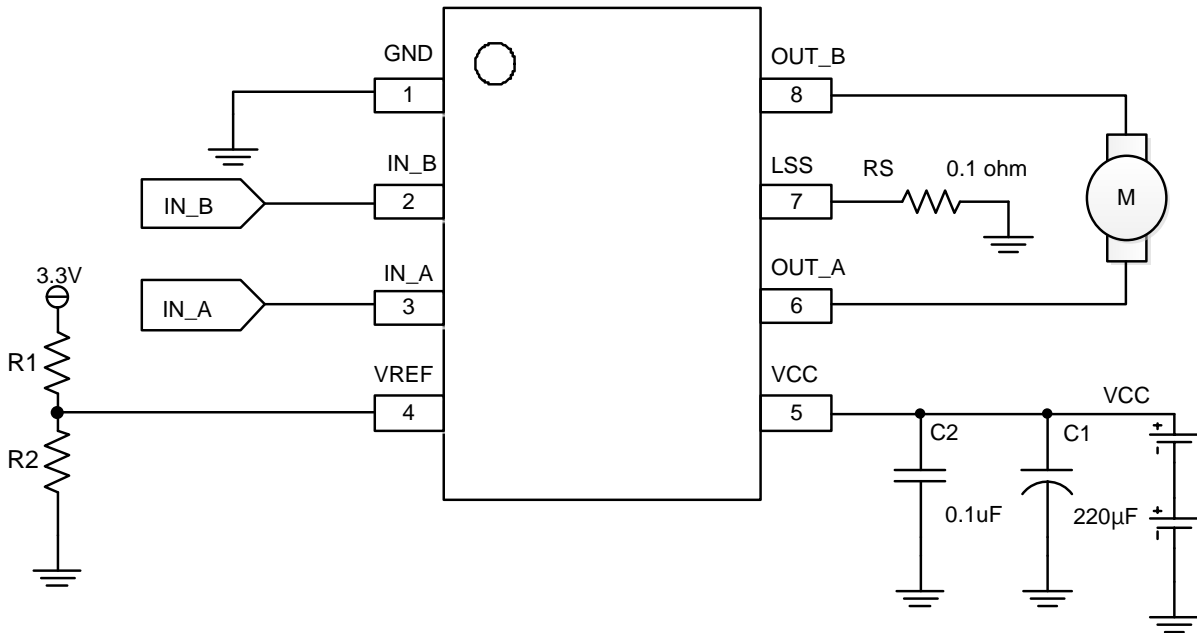 GND
1
IN_B
IN_B
2
IN_A
3.3V
IN_A
3
R1
VREF
4
R2
OUT_B
8
LSS
RS
0.1 ohm
7
M
OUT_A
6
VCC
5
VCC
C2
C1
+
-
0.1uF
220µF
+
-